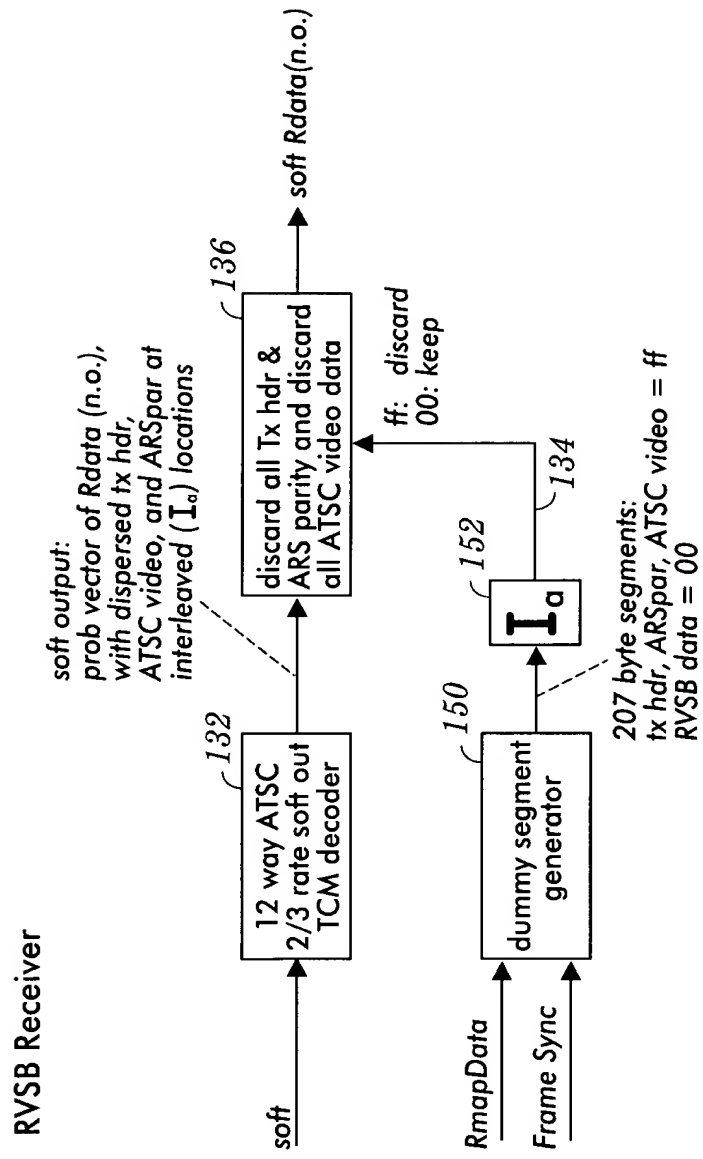 RVSB Receiver
soft output:
prob vector of Rdata (n.o.),
with dispersed tx hdr,
ATSC video, and ARSpar at
interleaved (Ia) locations
soft
132
12 way ATSC
2/3 rate soft out
TCM decoder
136
discard all Tx hdr &
ARS parity and discard
all ATSC video data
soft Rdata(n.o.)
ff: discard
00: keep
134
RmapData
Frame Sync
150
dummy segment
generator
152
Ia
207 byte segments:
tx hdr, ARSpar, ATSC video = ff
RVSB data = 00